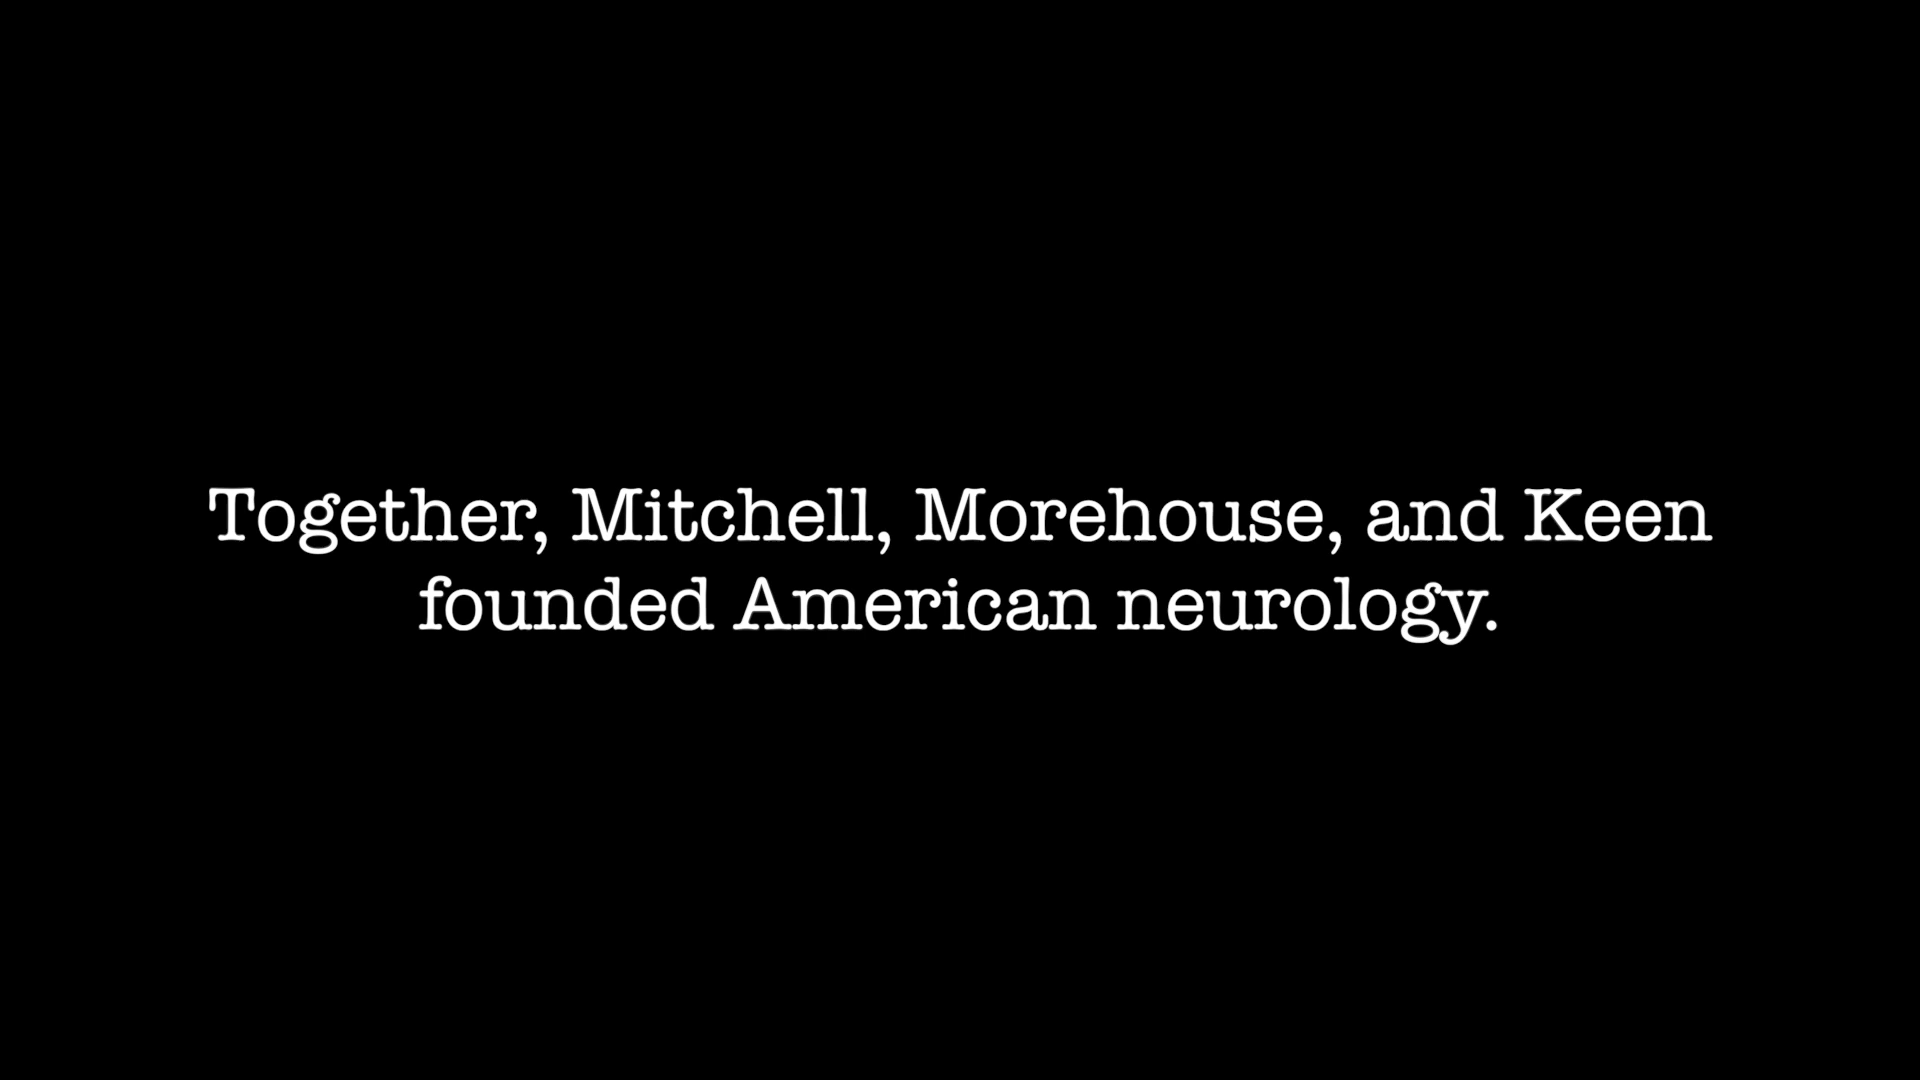 Together, Mitchell, Morehouse, and Keen
founded American neurology.